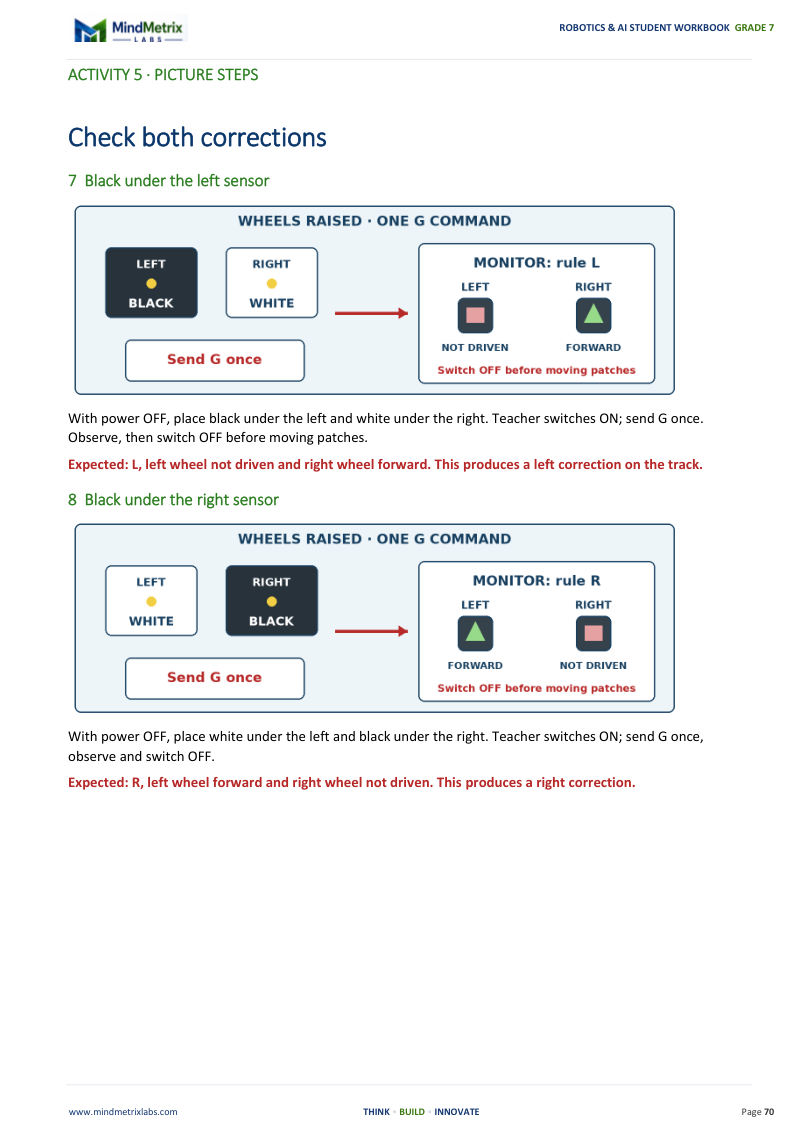 MindMetrix
LABS
ROBOTICS & AI STUDENT WORKBOOK GRADE 7
ACTIVITY 5 · PICTURE STEPS
Check both corrections
7 Black under the left sensor
WHEELS RAISED · ONE G COMMAND
LEFT
BLACK
RIGHT
WHITE
Send G once
MONITOR: rule L
LEFT
RIGHT
NOT DRIVEN
FORWARD
Switch OFF before moving patches
With power OFF, place black under the left and white under the right. Teacher switches ON; send G once.
Observe, then switch OFF before moving patches.
Expected: L, left wheel not driven and right wheel forward. This produces a left correction on the track.
8 Black under the right sensor
WHEELS RAISED · ONE G COMMAND
LEFT
WHITE
RIGHT
BLACK
Send G once
MONITOR: rule R
LEFT
RIGHT
FORWARD
NOT DRIVEN
Switch OFF before moving patches
With power OFF, place white under the left and black under the right. Teacher switches ON; send G once,
observe and switch OFF.
Expected: R, left wheel forward and right wheel not driven. This produces a right correction.
www.mindmetrixlabs.com
THINK · BUILD · INNOVATE
Page 70